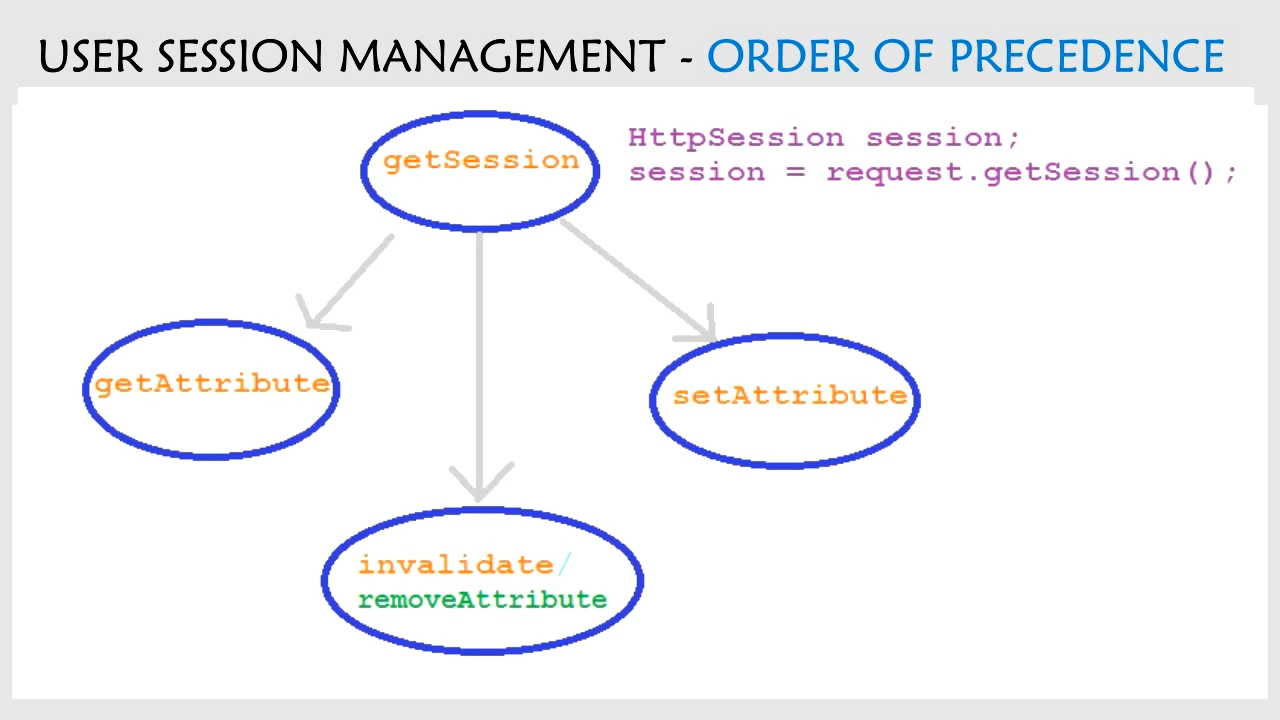 USER SESSION MANAGEMENT - ORDER OF PRECEDENCE
getSession
HttpSession session;
session = request.getSession();
getAttribute
setAttribute
invalidate/
removeAttribute